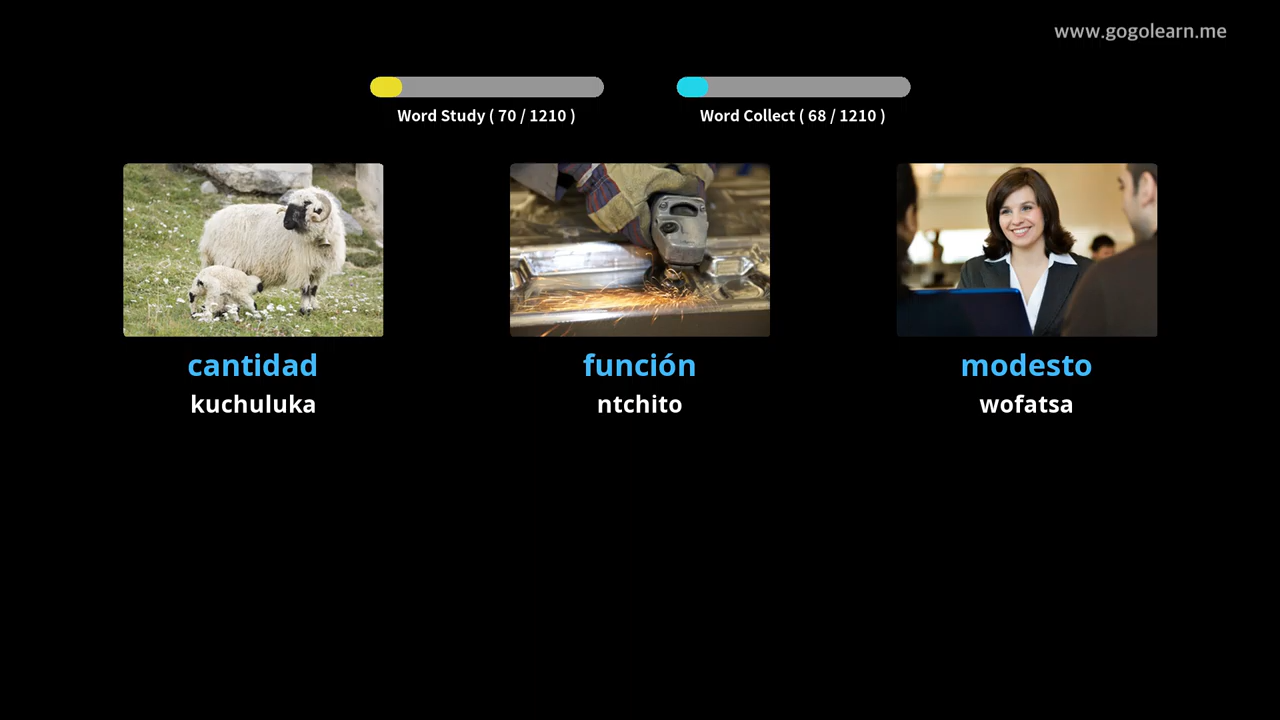 www.gogolearn.me
Word Study ( 70 / 1210 )
Word Collect ( 68 / 1210 )
cantidad
kuchuluka
función
ntchito
modesto
wofatsa